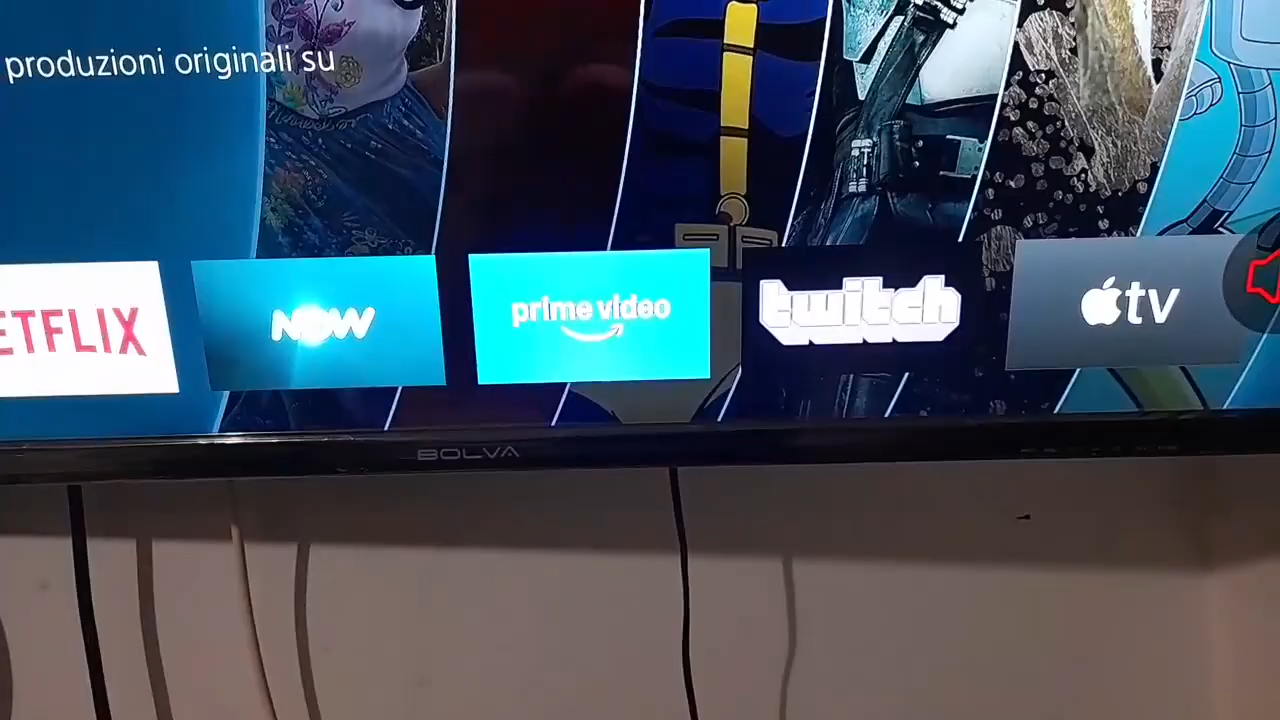 produzioni originali su
ETFLIX
NOW
prime video
twitch
tv
BOLVA